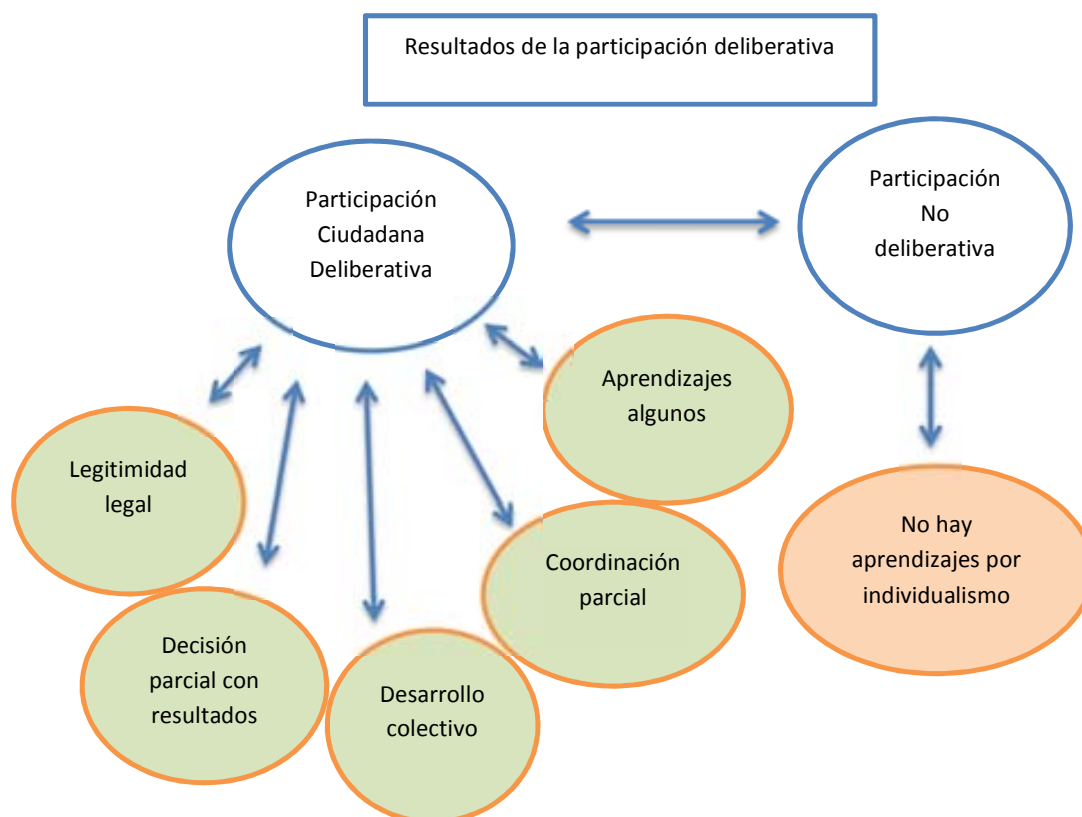 Resultados de la participación deliberativa
Participación
Ciudadana
Deliberativa
Participación
No
deliberativa
Aprendizajes
algunos
Legitimidad
legal
No hay
aprendizajes por
individualismo
Coordinación
parcial
Decisión
parcial con
resultados
Desarrollo
colectivo